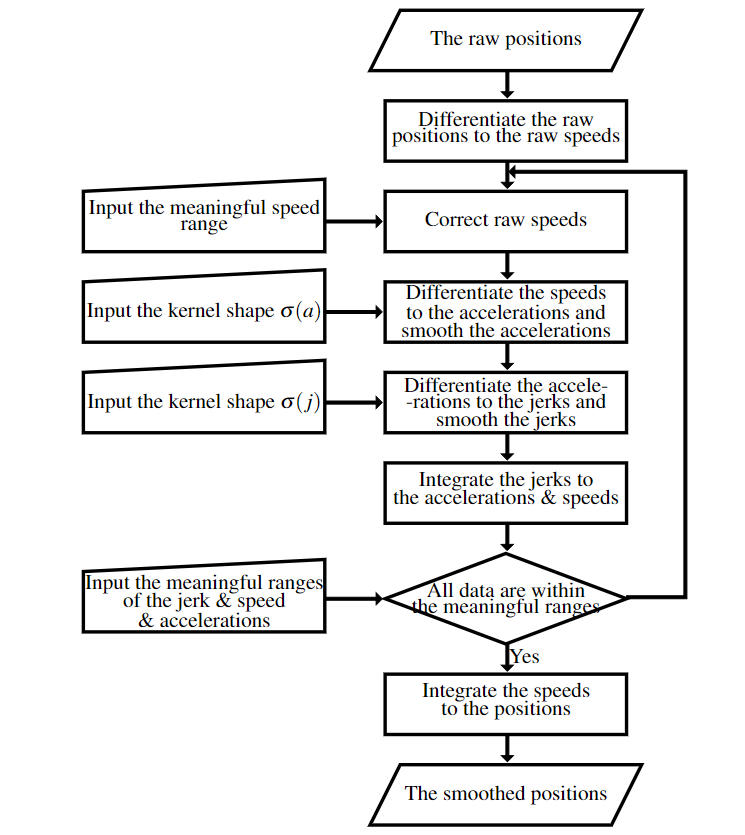 The raw positions
Differentiate the raw
positions to the raw speeds
Input the meaningful speed
range
Correct raw speeds
Input the kernel shape σ(a)
Differentiate the speeds
to the accelerations and
smooth the accelerations
Input the kernel shape σ(j)
Differentiate the accele-
-rations to the jerks and
smooth the jerks
Integrate the jerks to
the accelerations & speeds
Input the meaningful ranges
of the jerk & speed
& accelerations
All data are within
the meaningful ranges
Yes
Integrate the speeds
to the positions
The smoothed positions